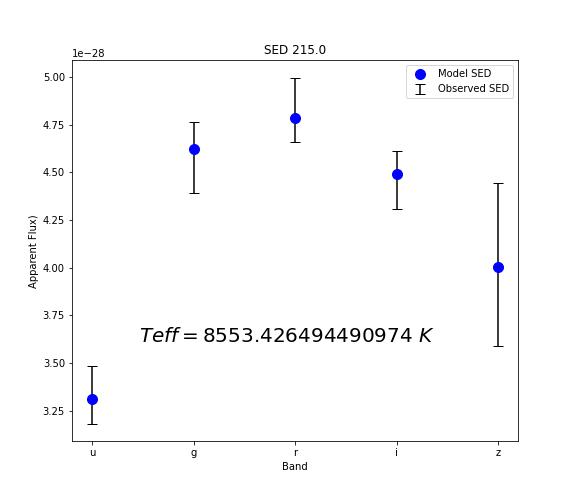 SED 215.0
1e−28
Model SED
Observed SED
5.00
4.75
4.50
4.25
4.00
3.75
3.50
3.25
Apparent Flux)
Teff = 8553.426494490974 K
u g r i z
Band